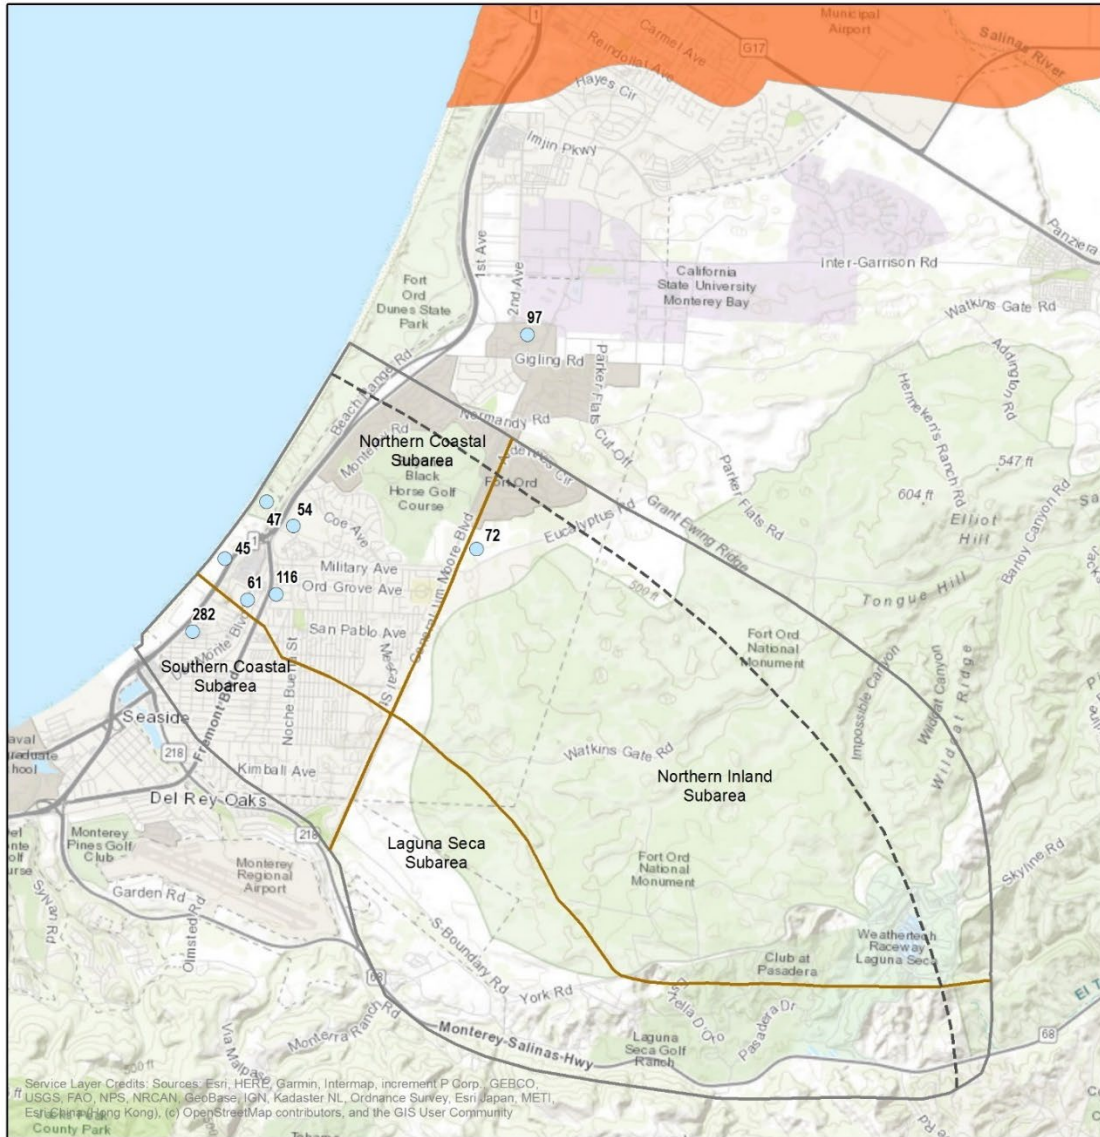 Municipal
Airport
Salinas
River
1
Carmel Ave
G17
Reindollar Ave
Hayes Cir
Imjin Pkwy
Panziera
1st Ave
2nd Ave
Inter-Garrison Rd
California
State University
Monterey Bay
Fort
Ord
Dunes State
Park
Watkins Gate Rd
97
Gigling Rd
Parker Flats Cut-Off
Addington Rd
Henneken's Ranch Rd
Beach Range Rd
Normandy Rd
Northern Coastal
Subarea
Black
Horse Golf
Course
Fort Ord
Parker Flats Rd
547 ft
604 ft
Elliot
Hill
Barloy Canyon Rd
Grant Ewing Ridge
Eucalyptus Rd
47
54
Coe Ave
72
1
45
Military Ave
61
116
Ord Grove Ave
General Jim Moore Blvd
500 ft
Tongue Hill
282
San Pablo Ave
Fort Ord
National
Monument
Southern Coastal
Subarea
Noche Buena St
Mescal St
Impossible Canyon
Wildcat Canyon
Wildcat Ridge
Seaside
218
Fremont Blvd
Watkins Gate Rd
Kimball Ave
Northern Inland
Subarea
Del Rey Oaks
218
Monterey
Pines Golf
Club
Laguna Seca
Subarea
Monterey
Regional
Airport
Fort Ord
National
Monument
Skyline Rd
Garden Rd
Sylvan Rd
Olmsted Rd
S Boundary Rd
Weathertech
Raceway
Laguna Seca
Club at
Pasadera
68
York Rd
Estrella D Oro
Pasadera Dr
Monterra Ranch Rd
Monterey-Salinas-Hwy
Laguna
Seca Golf
Ranch
68
Via Malpaso
Service Layer Credits: Sources: Esri, HERE, Garmin, Intermap, increment P Corp., GEBCO,
USGS, FAO, NPS, NRCAN, GeoBase, IGN, Kadaster NL, Ordnance Survey, Esri Japan, METI,
Esri China (Hong Kong), (c) OpenStreetMap contributors, and the GIS User Community
County Park